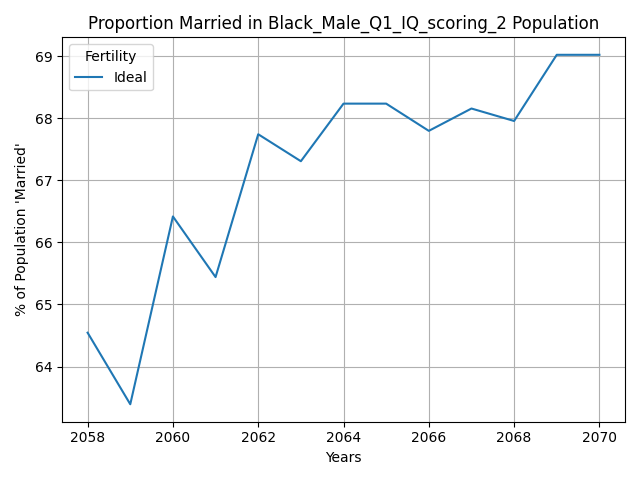 Proportion Married in Black_Male_Q1_IQ_scoring_2 Population
Fertility
Ideal
% of Population 'Married'
69
68
67
66
65
64
2058
2060
2062
2064
2066
2068
2070
Years